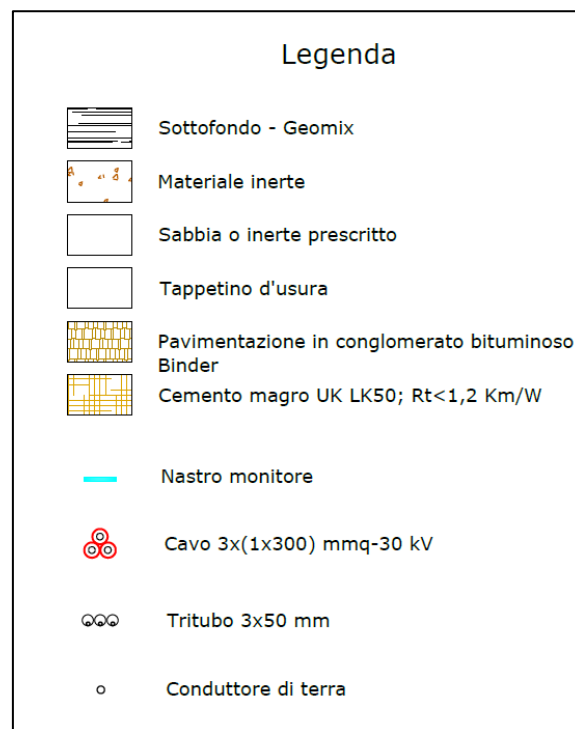 Legenda
Sottofondo - Geomix
Materiale inerte
Sabbia o inerte prescritto
Tappetino d'usura
Pavimentazione in conglomerato bituminoso
Binder
Cemento magro UK LK50; Rt<1,2 Km/W
Nastro monitore
Cavo 3x(1x300) mmq-30 kV
Tritubo 3x50 mm
Conduttore di terra